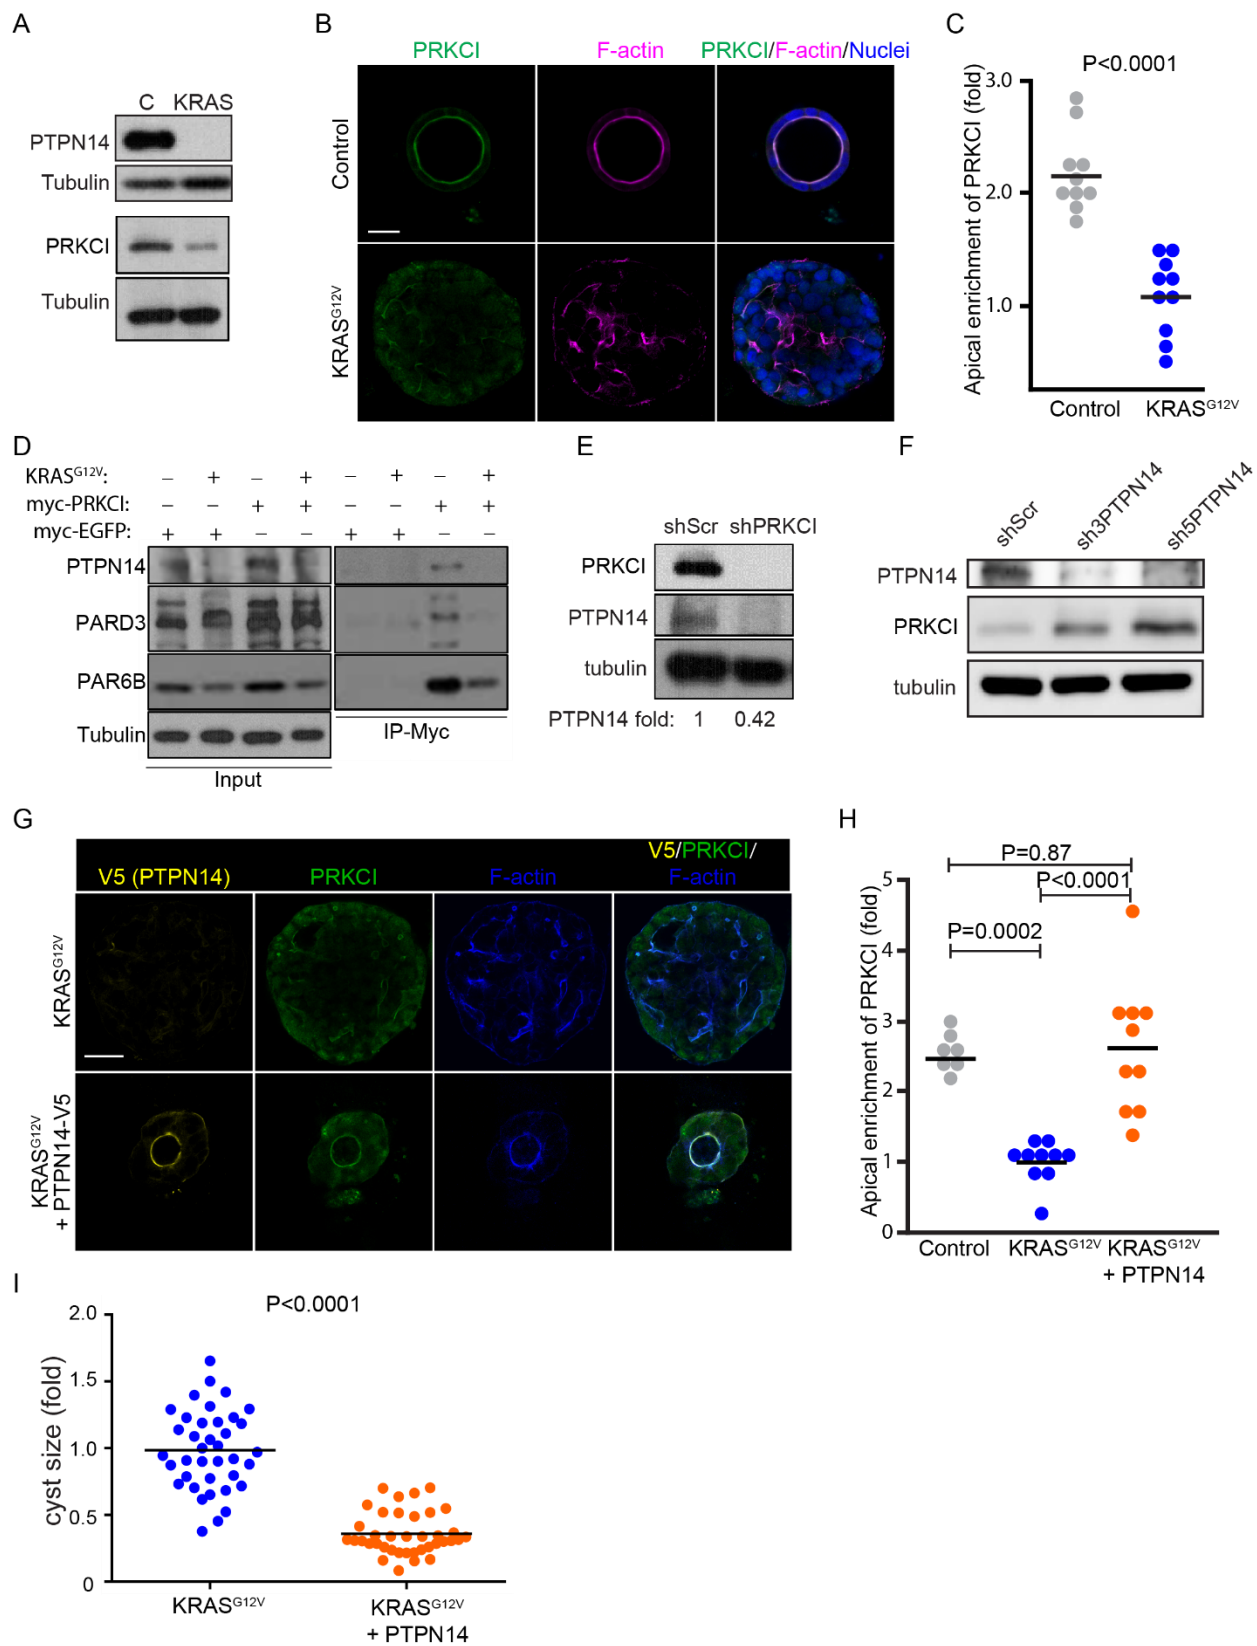 A
C KRAS
PTPN14
Tubulin
PRKCI
Tubulin
B
PRKCI F-actin PRKCI/F-actin/Nuclei
Control
KRASG12V
C
P<0.0001
Apical enrichment of PRKCI (fold)
3.0
2.0
1.0
Control KRASG12V
D
KRASG12V: – + – + – + – +
myc-PRKCI: – – + + – – + +
myc-EGFP: + + – – + + – –
PTPN14
PARD3
PAR6B
Tubulin
Input
IP-Myc
E
shScr shPRKCI
PRKCI
PTPN14
tubulin
PTPN14 fold: 1 0.42
F
shScr sh3PTPN14 sh5PTPN14
PTPN14
PRKCI
tubulin
G
V5 (PTPN14) PRKCI F-actin V5/PRKCI/
F-actin
KRASG12V
KRASG12V
+ PTPN14-V5
H
P=0.87
P<0.0001
P=0.0002
Apical enrichment of PRKCI (fold)
5
4
3
2
1
0
Control KRASG12V KRASG12V
+ PTPN14
I
P<0.0001
cyst size (fold)
2.0
1.5
1.0
0.5
0
KRASG12V KRASG12V
+ PTPN14